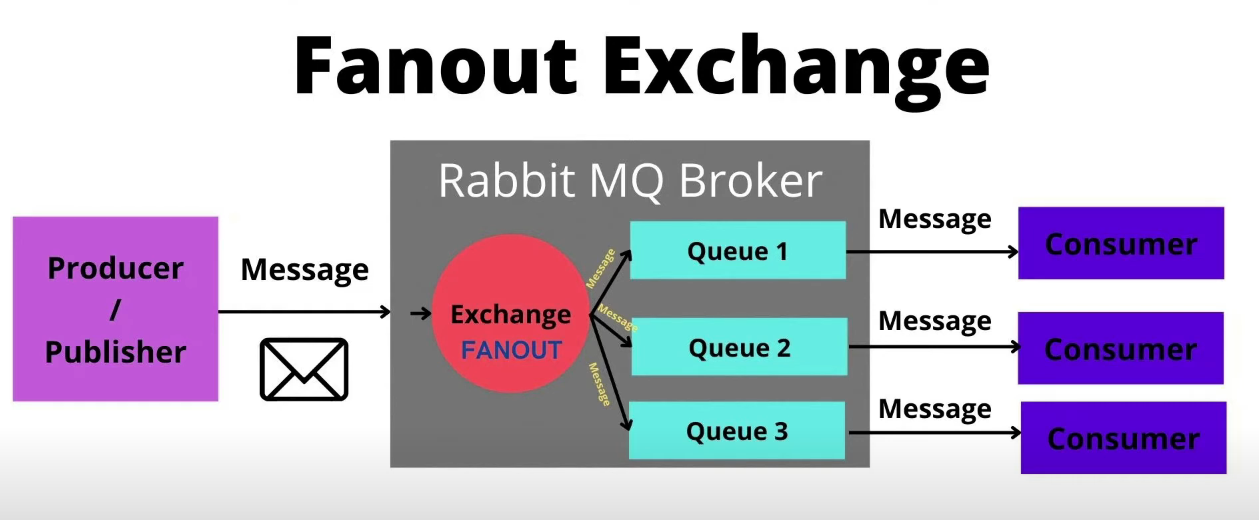 Fanout Exchange
Rabbit MQ Broker
Producer
/
Publisher
Message
Exchange
FANOUT
Message
Message
Message
Queue 1
Queue 2
Queue 3
Message
Message
Message
Consumer
Consumer
Consumer